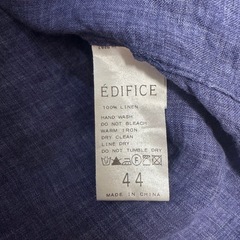 ÉDIFICE
100% LINEN
HAND WASH
DO NOT BLEACH
WARM IRON
DRY CLEAN
LINE DRY
DO NOT TUMBLE DRY
44
MADE IN CHINA